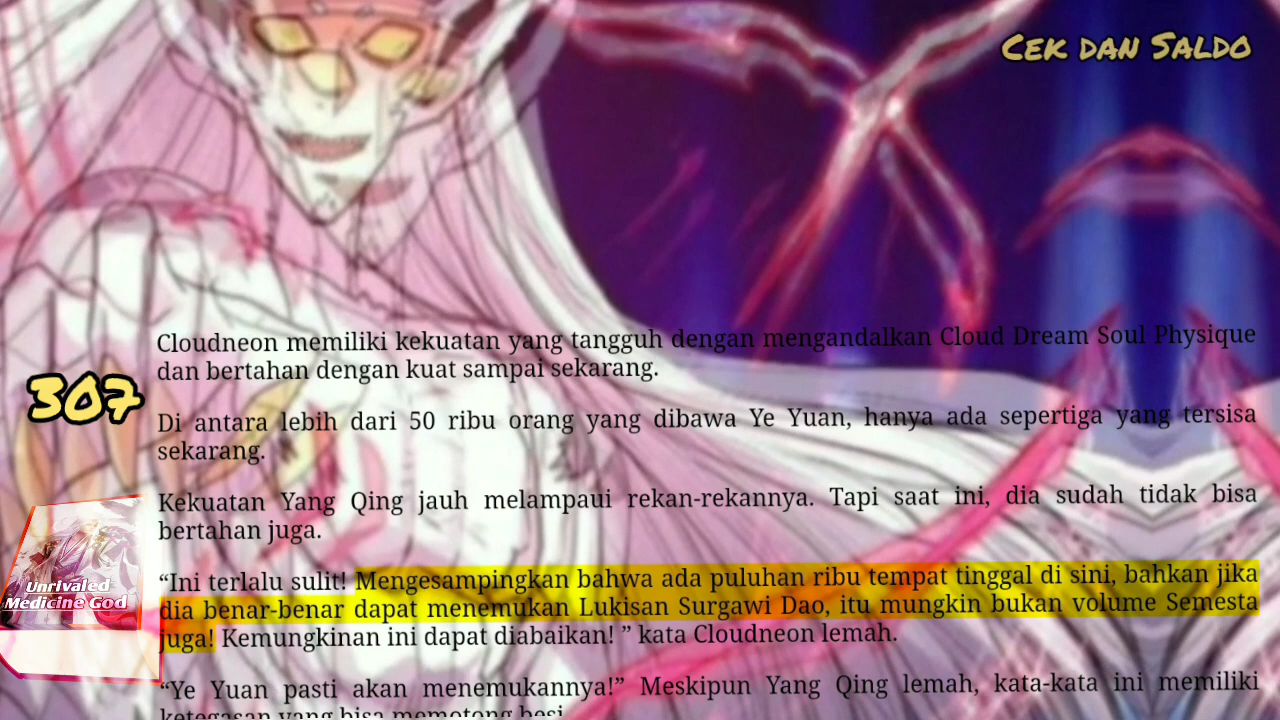 Cek dan Saldo
Cloudneon memiliki kekuatan yang tangguh dengan mengandalkan Cloud Dream Soul Physique
dan bertahan dengan kuat sampai sekarang.
307
Di antara lebih dari 50 ribu orang yang dibawa Ye Yuan, hanya ada sepertiga yang tersisa
sekarang.
Kekuatan Yang Qing jauh melampaui rekan-rekannya. Tapi saat ini, dia sudah tidak bisa
bertahan juga.
“Ini terlalu sulit! Mengesampingkan bahwa ada puluhan ribu tempat tinggal di sini, bahkan jika
dia benar-benar dapat menemukan Lukisan Surgawi Dao, itu mungkin bukan volume Semesta
juga! Kemungkinan ini dapat diabaikan! ” kata Cloudneon lemah.
Unrivaled
Medicine God
“Ye Yuan pasti akan menemukannya!” Meskipun Yang Qing lemah, kata-kata ini memiliki
ketegasan yang bisa memotong besi.